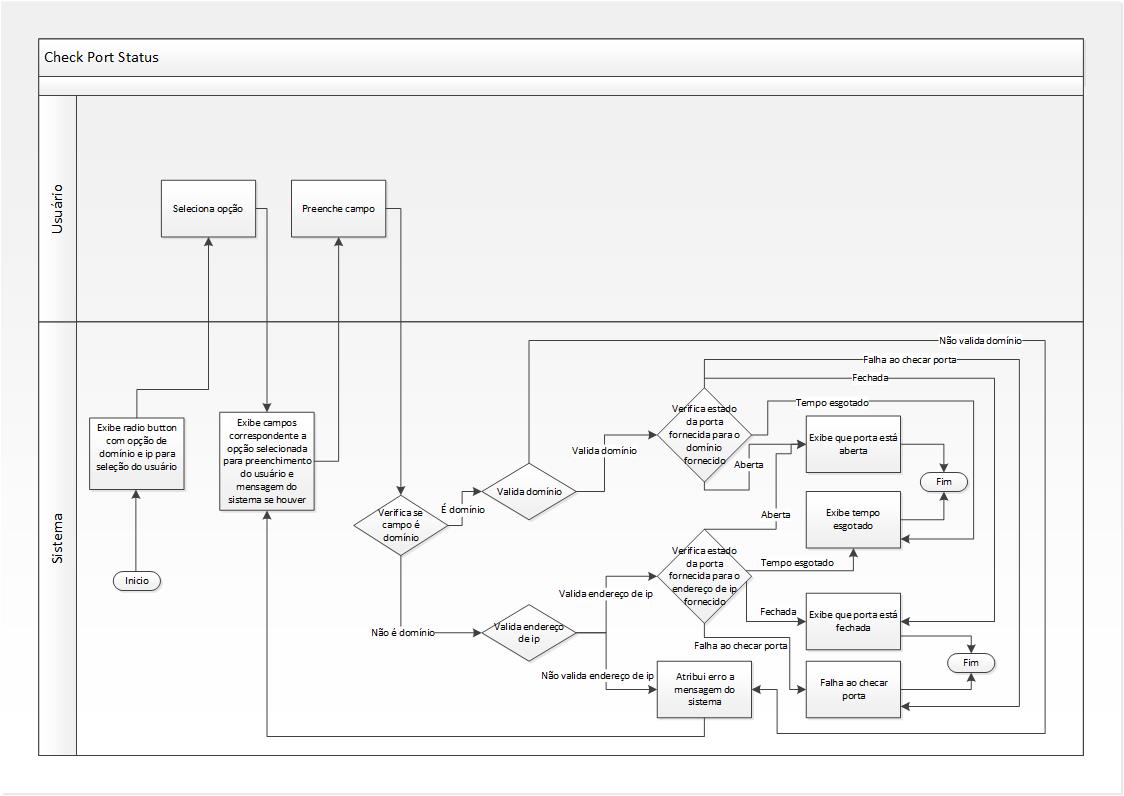 Check Port Status
Usuário
Seleciona opção
Preenche campo
Sistema
Exibe radio button
com opção de
domínio e ip para
seleção do usuário
Inicio
Exibe campos
correspondente a
opção selecionada
para preenchimento
do usuário e
mensagem do
sistema se houver
Verifica se
campo é
domínio
É domínio
Não é domínio
Valida domínio
Não valida domínio
Valida domínio
Verifica estado
da porta
fornecida para o
domínio
fornecido
Falha ao checar porta
Fechada
Tempo esgotado
Aberta
Exibe que porta está
aberta
Fim
Exibe tempo
esgotado
Valida endereço
de ip
Valida endereço de ip
Não valida endereço de ip
Verifica estado
da porta
fornecida para o
endereço de ip
fornecido
Aberta
Tempo esgotado
Fechada
Falha ao checar porta
Exibe que porta está
fechada
Fim
Falha ao checar
porta
Atribui erro a
mensagem do
sistema